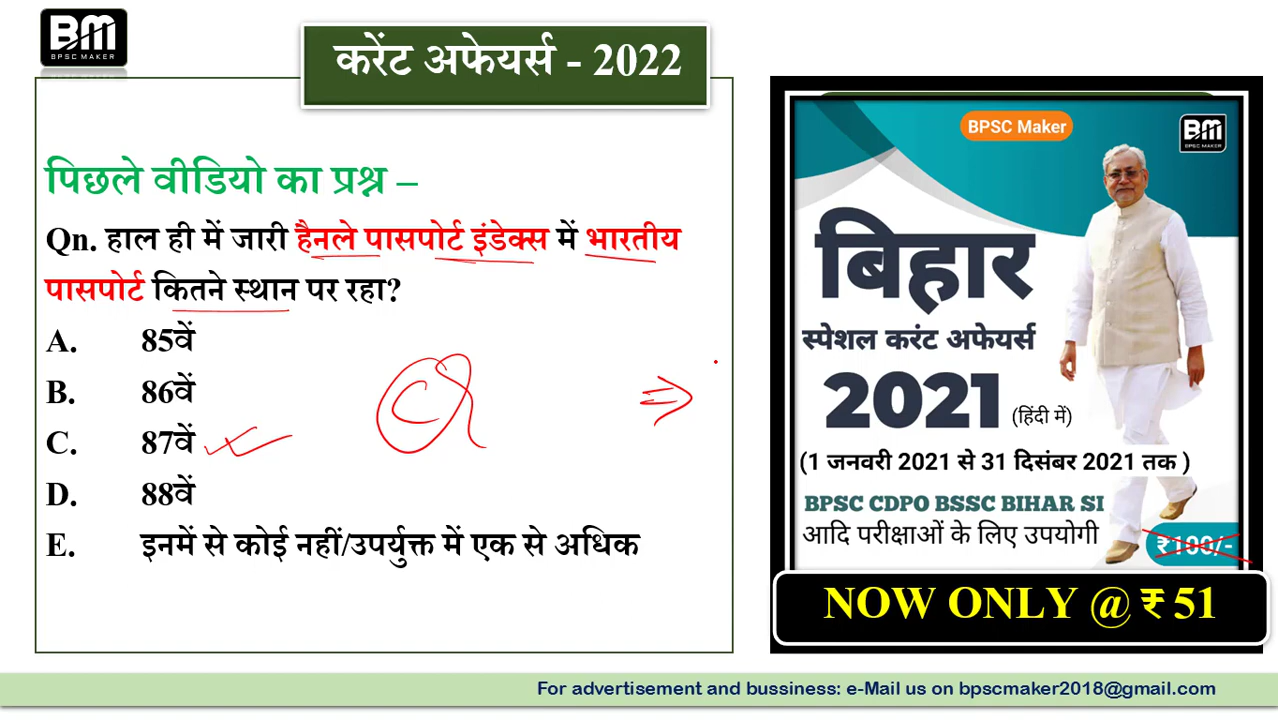 BM
BPSC MAKER
करेंट अफेयर्स - 2022
पिछले वीडियो का प्रश्न –
Qn. हाल ही में जारी हैनले पासपोर्ट इंडेक्स में भारतीय
पासपोर्ट कितने स्थान पर रहा?
A. 85वें
B. 86वें
C. 87वें
D. 88वें
E. इनमें से कोई नहीं/उपर्युक्त में एक से अधिक
BPSC Maker
BM
BPSC MAKER
बिहार
स्पेशल करंट अफेयर्स
2021 (हिंदी में)
(1 जनवरी 2021 से 31 दिसंबर 2021 तक )
BPSC CDPO BSSC BIHAR SI
आदि परीक्षाओं के लिए उपयोगी
₹100/-
NOW ONLY @ ₹ 51
For advertisement and bussiness: e-Mail us on bpscmaker2018@gmail.com